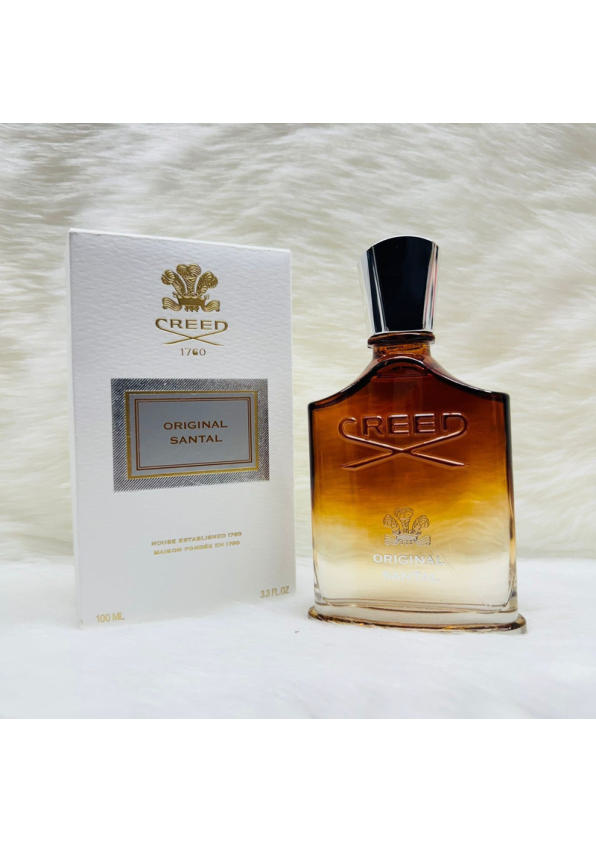 CREED
1760
ORIGINAL
SANTAL
HOUSE ESTABLISHED 1760
MAISON FONDÉE EN 1760
100 ML
3.3 FL.OZ
CREED
ORIGINAL